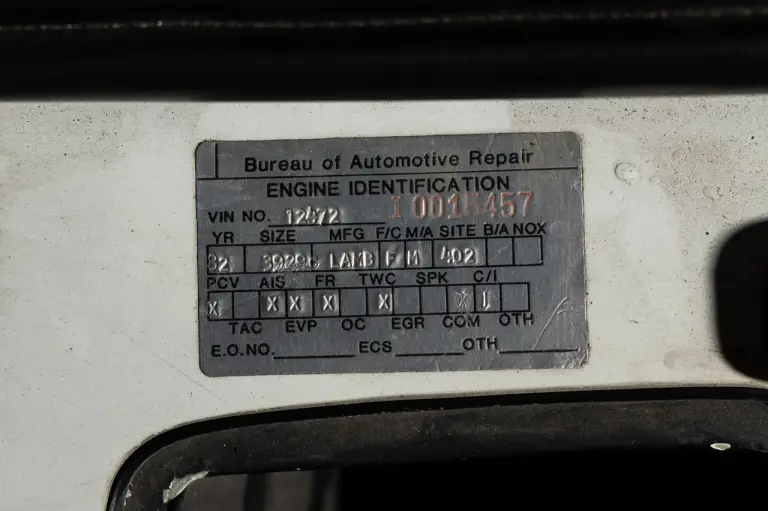 Bureau of Automotive Repair
ENGINE IDENTIFICATION
VIN NO. 12472
YR SIZE MFG F/C M/A SITE B/A NOX
82 3929c LAMB F M 402
PCV AIS FR TWC SPK C/I
X X X X X X
TAC EVP OC EGR COM OTH
E.O.NO. ECS OTH